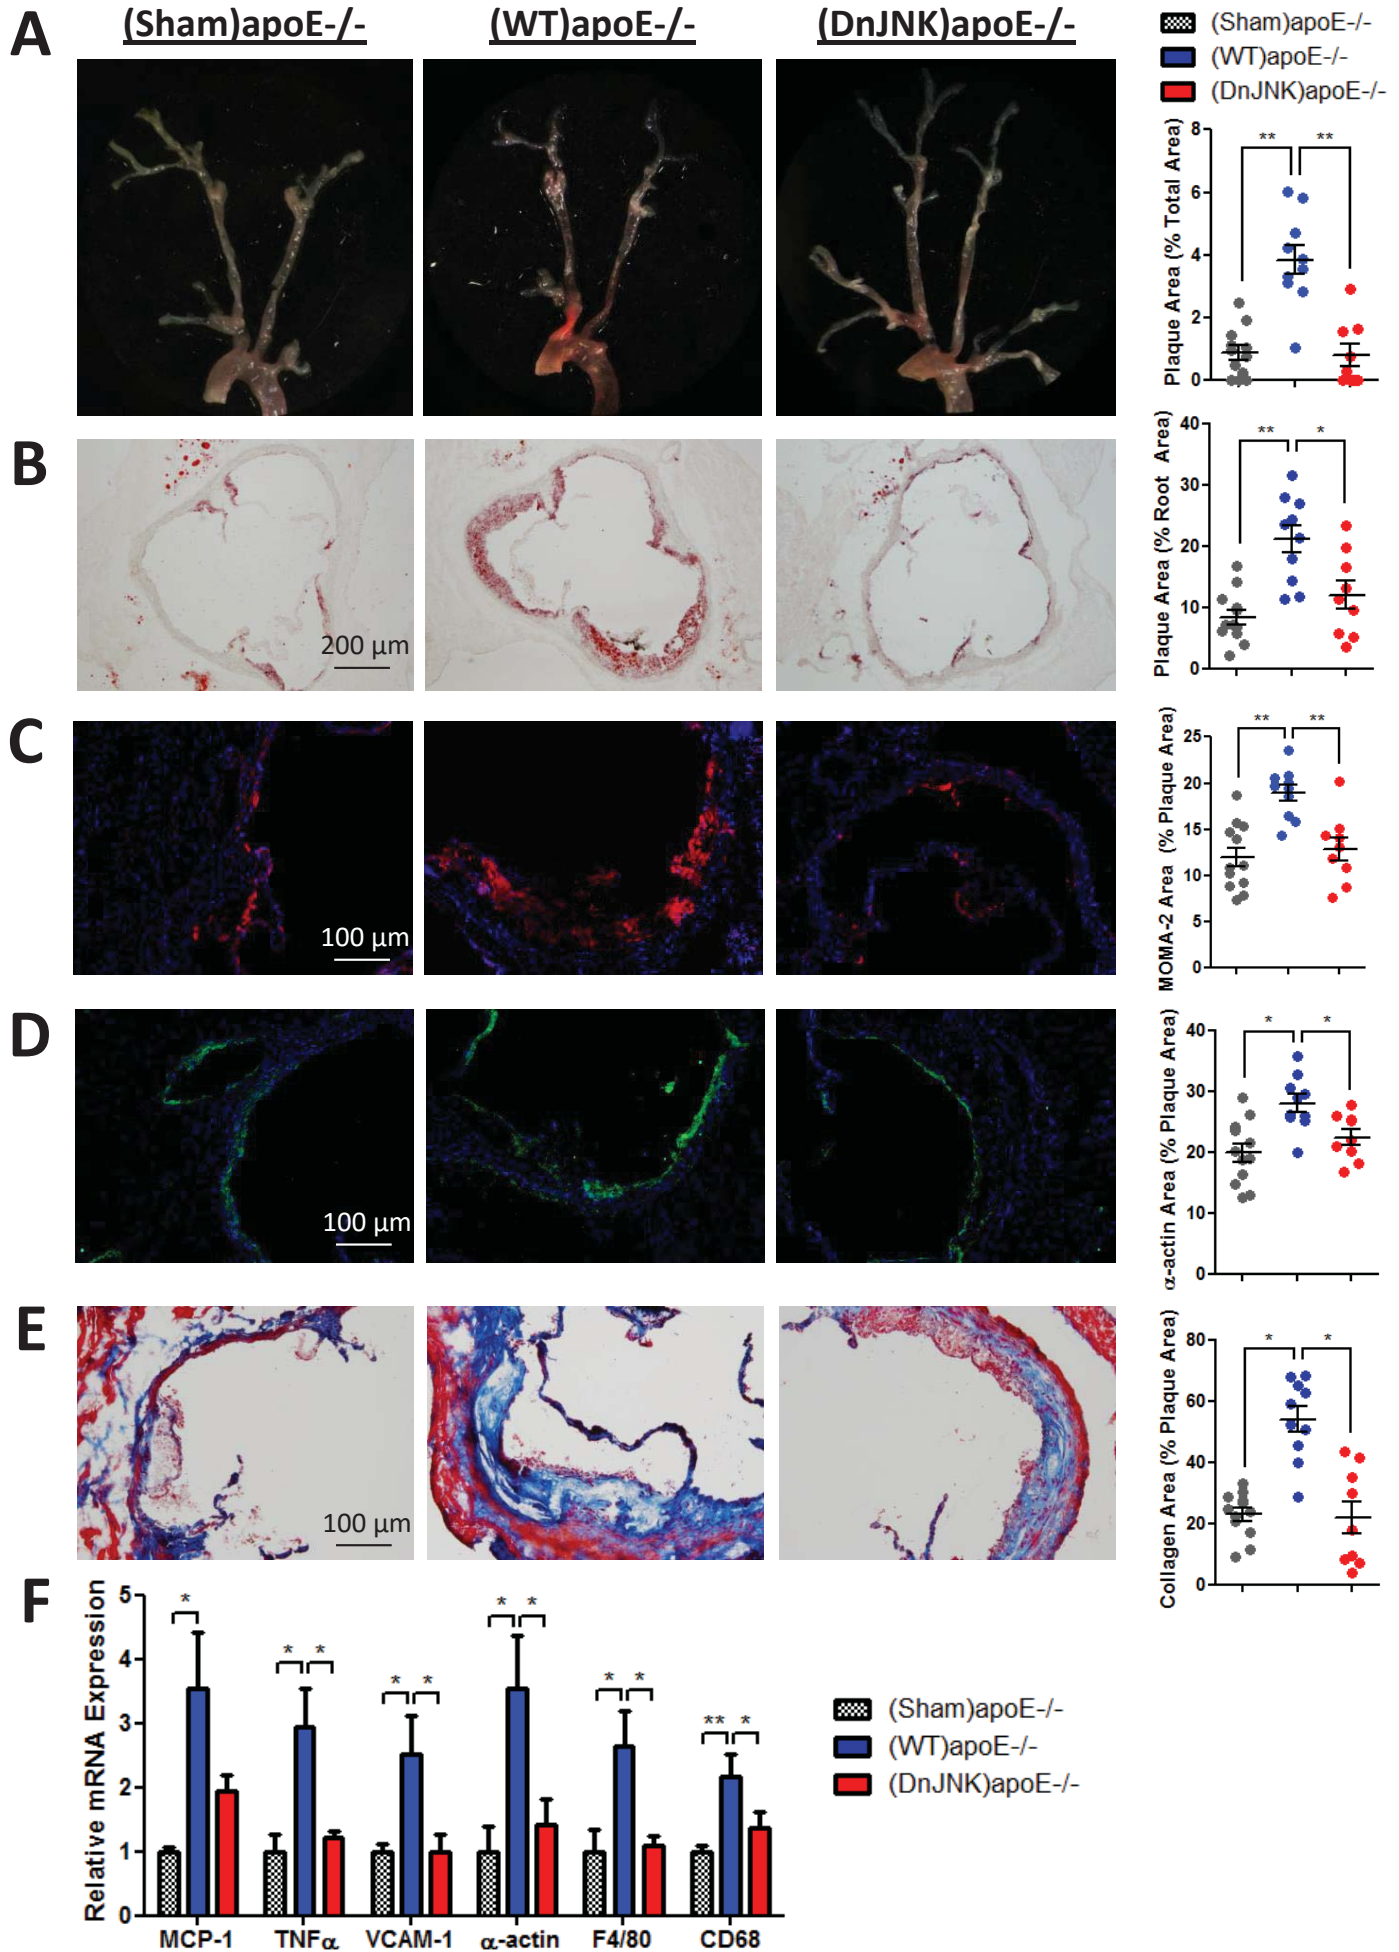 A
(Sham)apoE-/-
(WT)apoE-/-
(DnJNK)apoE-/-
(Sham)apoE-/-
(WT)apoE-/-
(DnJNK)apoE-/-
Plaque Area (% Total Area)
8
6
4
2
0
** **
B
200 µm
Plaque Area (% Root Area)
40
30
20
10
0
** *
C
100 µm
MOMA-2 Area (% Plaque Area)
25
20
15
10
5
0
** **
D
100 µm
α-actin Area (% Plaque Area)
40
30
20
10
0
* *
E
100 µm
Collagen Area (% Plaque Area)
80
60
40
20
0
* *
F
Relative mRNA Expression
5
4
3
2
1
0
*
* *
* *
* *
* *
** *
MCP-1 TNFα VCAM-1 α-actin F4/80 CD68
(Sham)apoE-/-
(WT)apoE-/-
(DnJNK)apoE-/-